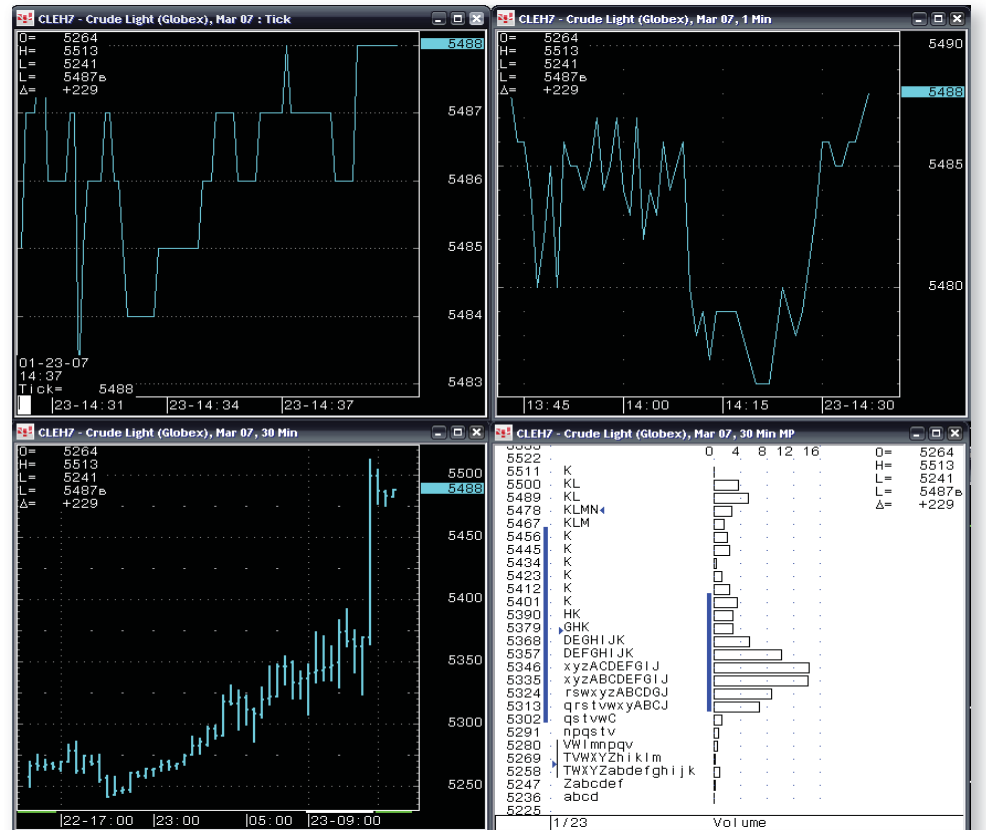 CLEH7 - Crude Light (Globex), Mar 07 : Tick
O= 5264
H= 5513
L= 5241
L= 5487B
Δ= +229
5488
5487
5486
5485
5484
5483
01-23-07
14:37
Tick= 5488
23-14:31 23-14:34 23-14:37
CLEH7 - Crude Light (Globex), Mar 07, 1 Min
O= 5264
H= 5513
L= 5241
L= 5487B
Δ= +229
5490
5488
5485
5480
13:45 14:00 14:15 23-14:30
CLEH7 - Crude Light (Globex), Mar 07, 30 Min
O= 5264
H= 5513
L= 5241
L= 5487B
Δ= +229
5500
5488
5450
5400
5350
5300
5250
22-17:00 23:00 05:00 23-09:00
CLEH7 - Crude Light (Globex), Mar 07, 30 Min MP
0 4 8 12 16
O= 5264
H= 5513
L= 5241
L= 5487B
Δ= +229
5522
5511 K
5500 KL
5489 KL
5478 KLMN
5467 KLM
5456 K
5445 K
5434 K
5423 K
5412 K
5401 K
5390 HK
5379 GHK
5368 DEGHIJK
5357 DEFGHIJK
5346 xyzACDEFGIJ
5335 xyzABCDEFGIJ
5324 rswxyzABCDGJ
5313 qrstvwxyABCJ
5302 qstvwC
5291 npqstv
5280 VWlmnpqv
5269 TVWXYZhiklm
5258 TWXYZabdefghijk
5247 Zabcdef
5236 abcd
5225
1/23 Volume